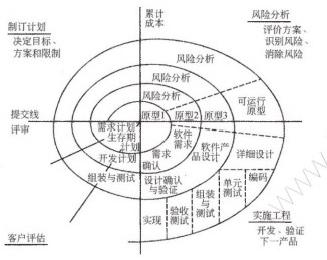 制订计划
决定目标、
方案和限制
累计
成本
风险分析
评价方案、
识别风险、
消除风险
风险分析
风险分析
风险分析
可运行
原型
提交线
评审
原型1
原型2
原型3
需求计划
生存期
计划
开发计划
组装与测试
需求
确认
软件
需求
软件产
品设计
详细设计
设计确认
与验证
实现
验收
测试
组装
与
测试
单元
测试
编码
客户评估
实施工程
开发、验证
下一产品